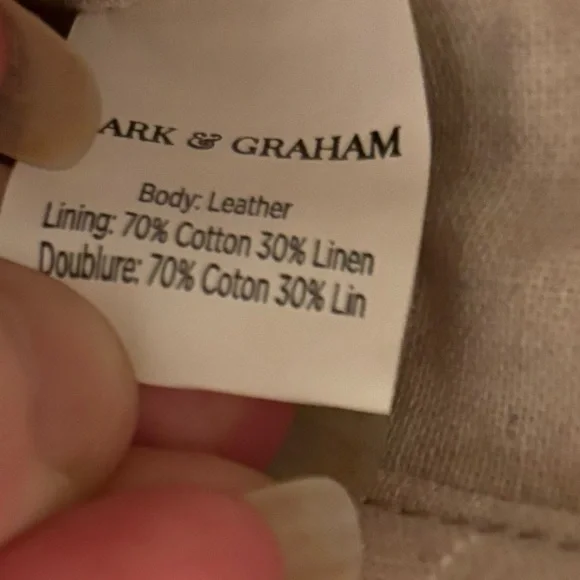 ARK & GRAHAM
Body: Leather
Lining: 70% Cotton 30% Linen
Doublure: 70% Coton 30% Lin